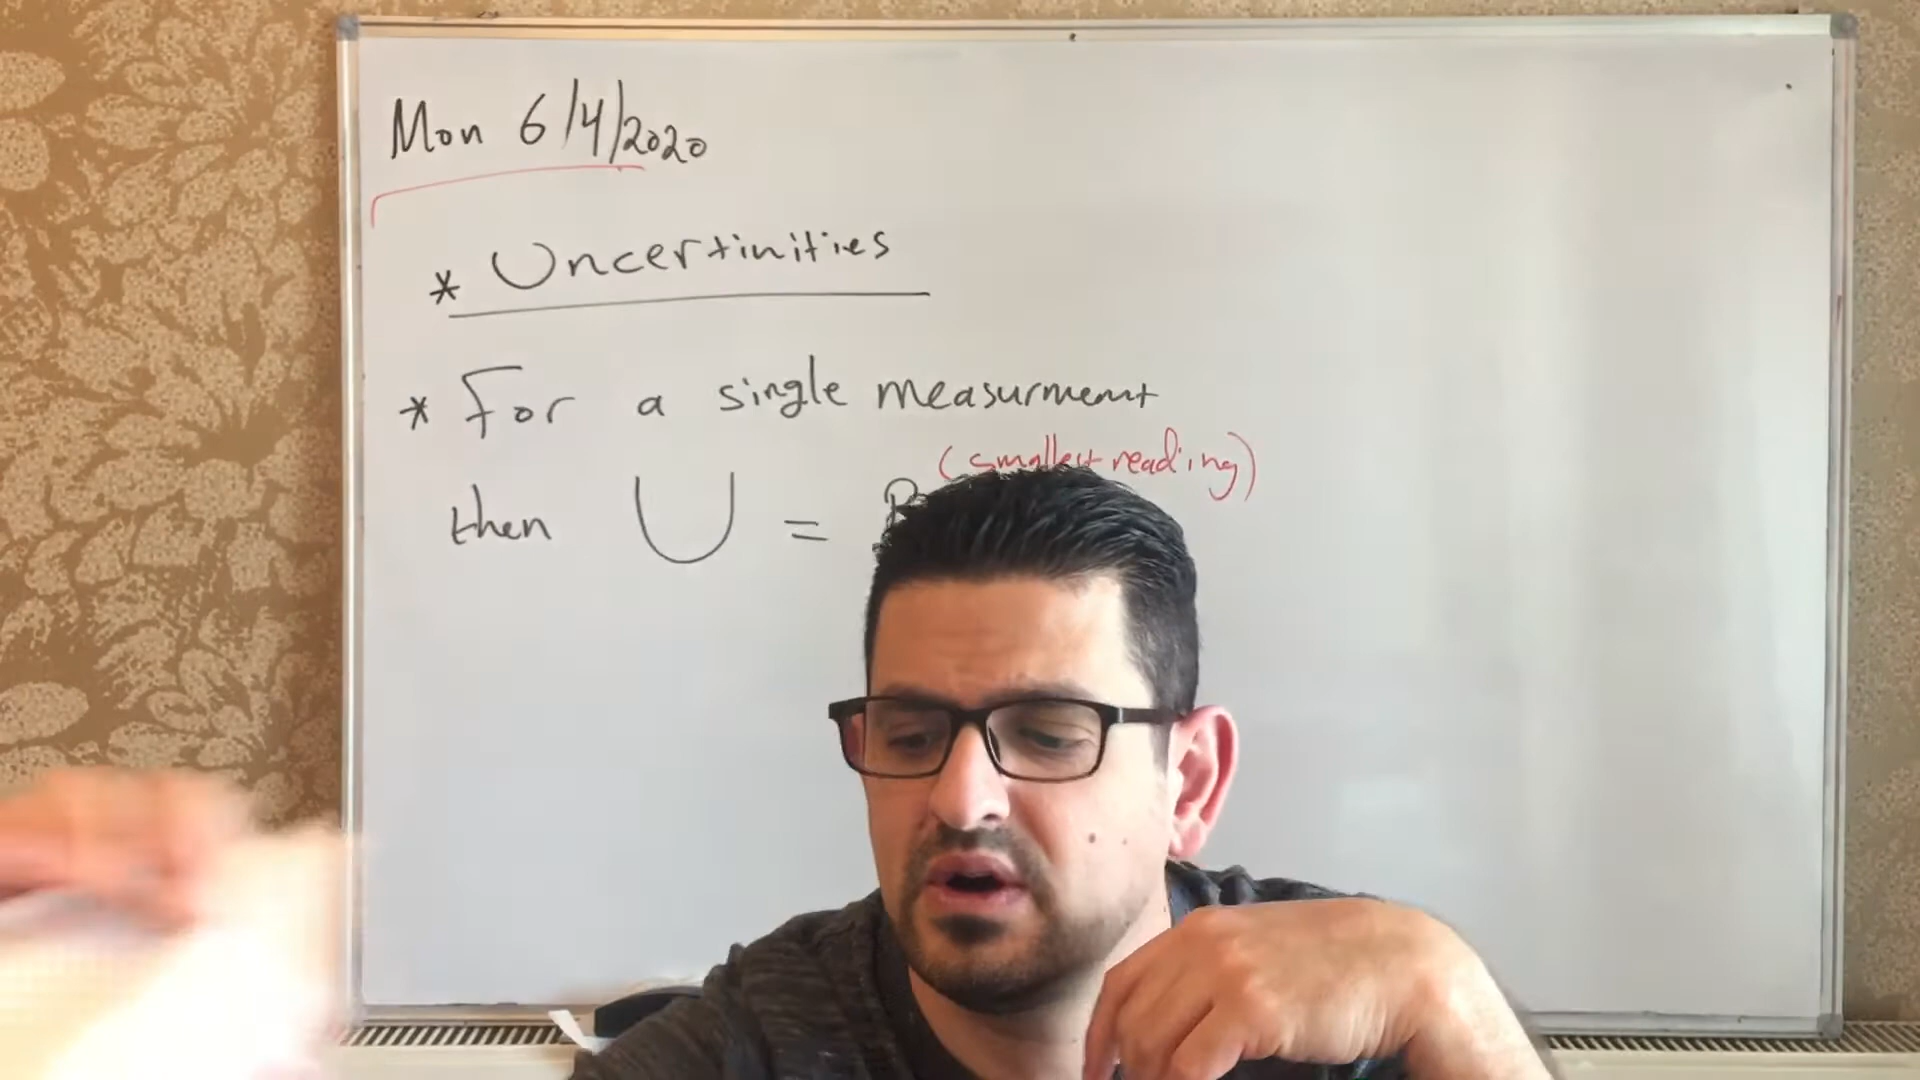 Mon 6/4/2020
* Uncertinities
* For a single measurment
(smallest reading)
then U =